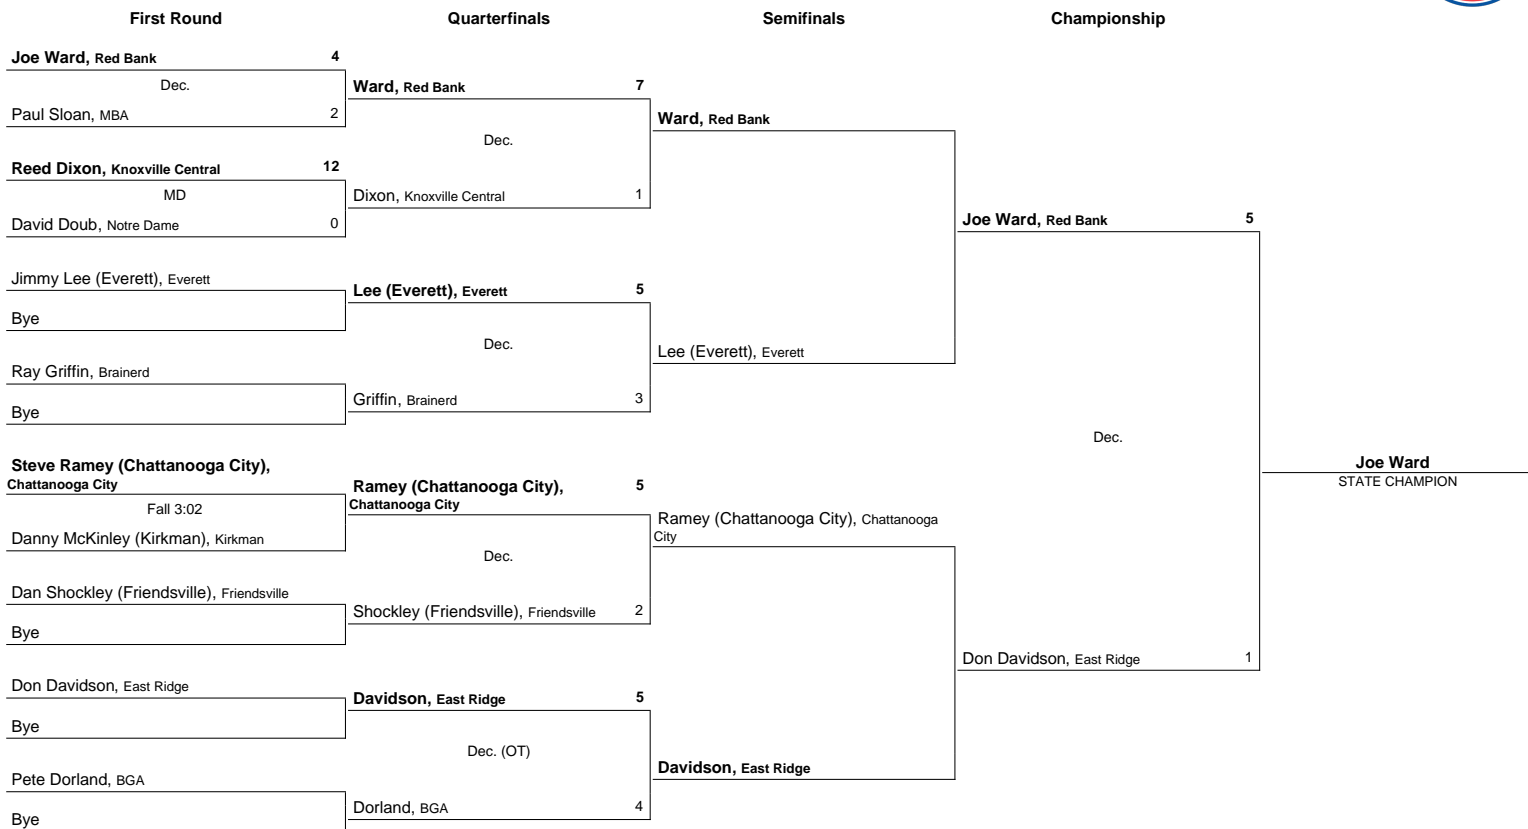 First Round Quarterfinals Semifinals Championship
Joe Ward, Red Bank 4
Dec.
Paul Sloan, MBA 2
Reed Dixon, Knoxville Central 12
MD
David Doub, Notre Dame 0
Jimmy Lee (Everett), Everett
Bye
Ray Griffin, Brainerd
Bye
Steve Ramey (Chattanooga City),
Chattanooga City
Fall 3:02
Danny McKinley (Kirkman), Kirkman
Dan Shockley (Friendsville), Friendsville
Bye
Don Davidson, East Ridge
Bye
Pete Dorland, BGA
Bye
Ward, Red Bank 7
Dec.
Dixon, Knoxville Central 1
Lee (Everett), Everett 5
Dec.
Griffin, Brainerd 3
Ramey (Chattanooga City), 5
Chattanooga City
Dec.
Shockley (Friendsville), Friendsville 2
Davidson, East Ridge 5
Dec. (OT)
Dorland, BGA 4
Ward, Red Bank
Lee (Everett), Everett
Ramey (Chattanooga City), Chattanooga
City
Davidson, East Ridge
Joe Ward, Red Bank 5
Dec.
Don Davidson, East Ridge 1
Joe Ward
STATE CHAMPION